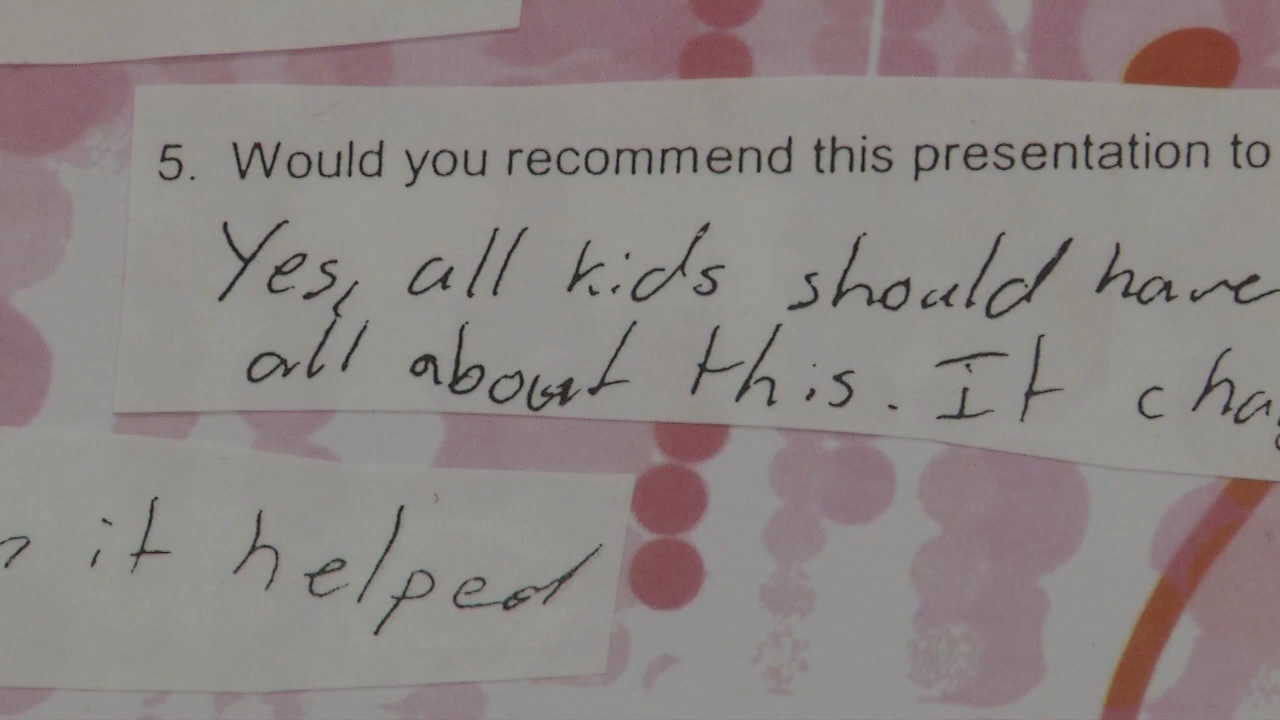 5. Would you recommend this presentation to
Yes, all kids should have
all about this. It
it helped